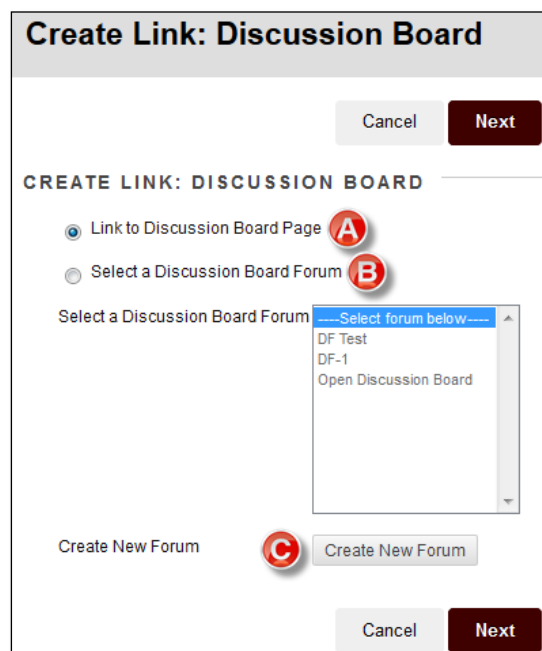 Create Link: Discussion Board
Cancel Next
CREATE LINK: DISCUSSION BOARD
Link to Discussion Board Page A
Select a Discussion Board Forum B
Select a Discussion Board Forum ----Select forum below----
DF Test
DF-1
Open Discussion Board
Create New Forum C Create New Forum
Cancel Next